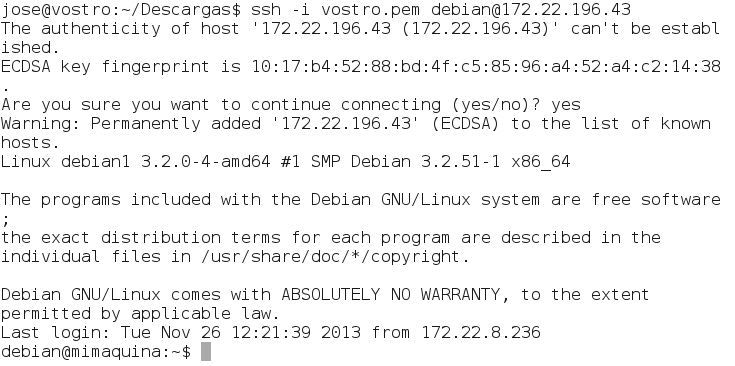 jose@vostro:~/Descargas$ ssh -i vostro.pem debian@172.22.196.43
The authenticity of host '172.22.196.43 (172.22.196.43)' can't be establ
ished.
ECDSA key fingerprint is 10:17:b4:52:88:bd:4f:c5:85:96:a4:52:a4:c2:14:38
.
Are you sure you want to continue connecting (yes/no)? yes
Warning: Permanently added '172.22.196.43' (ECDSA) to the list of known
hosts.
Linux debian1 3.2.0-4-amd64 #1 SMP Debian 3.2.51-1 x86_64
The programs included with the Debian GNU/Linux system are free software
;
the exact distribution terms for each program are described in the
individual files in /usr/share/doc/*/copyright.
Debian GNU/Linux comes with ABSOLUTELY NO WARRANTY, to the extent
permitted by applicable law.
Last login: Tue Nov 26 12:21:39 2013 from 172.22.8.236
debian@mimaquina:~$